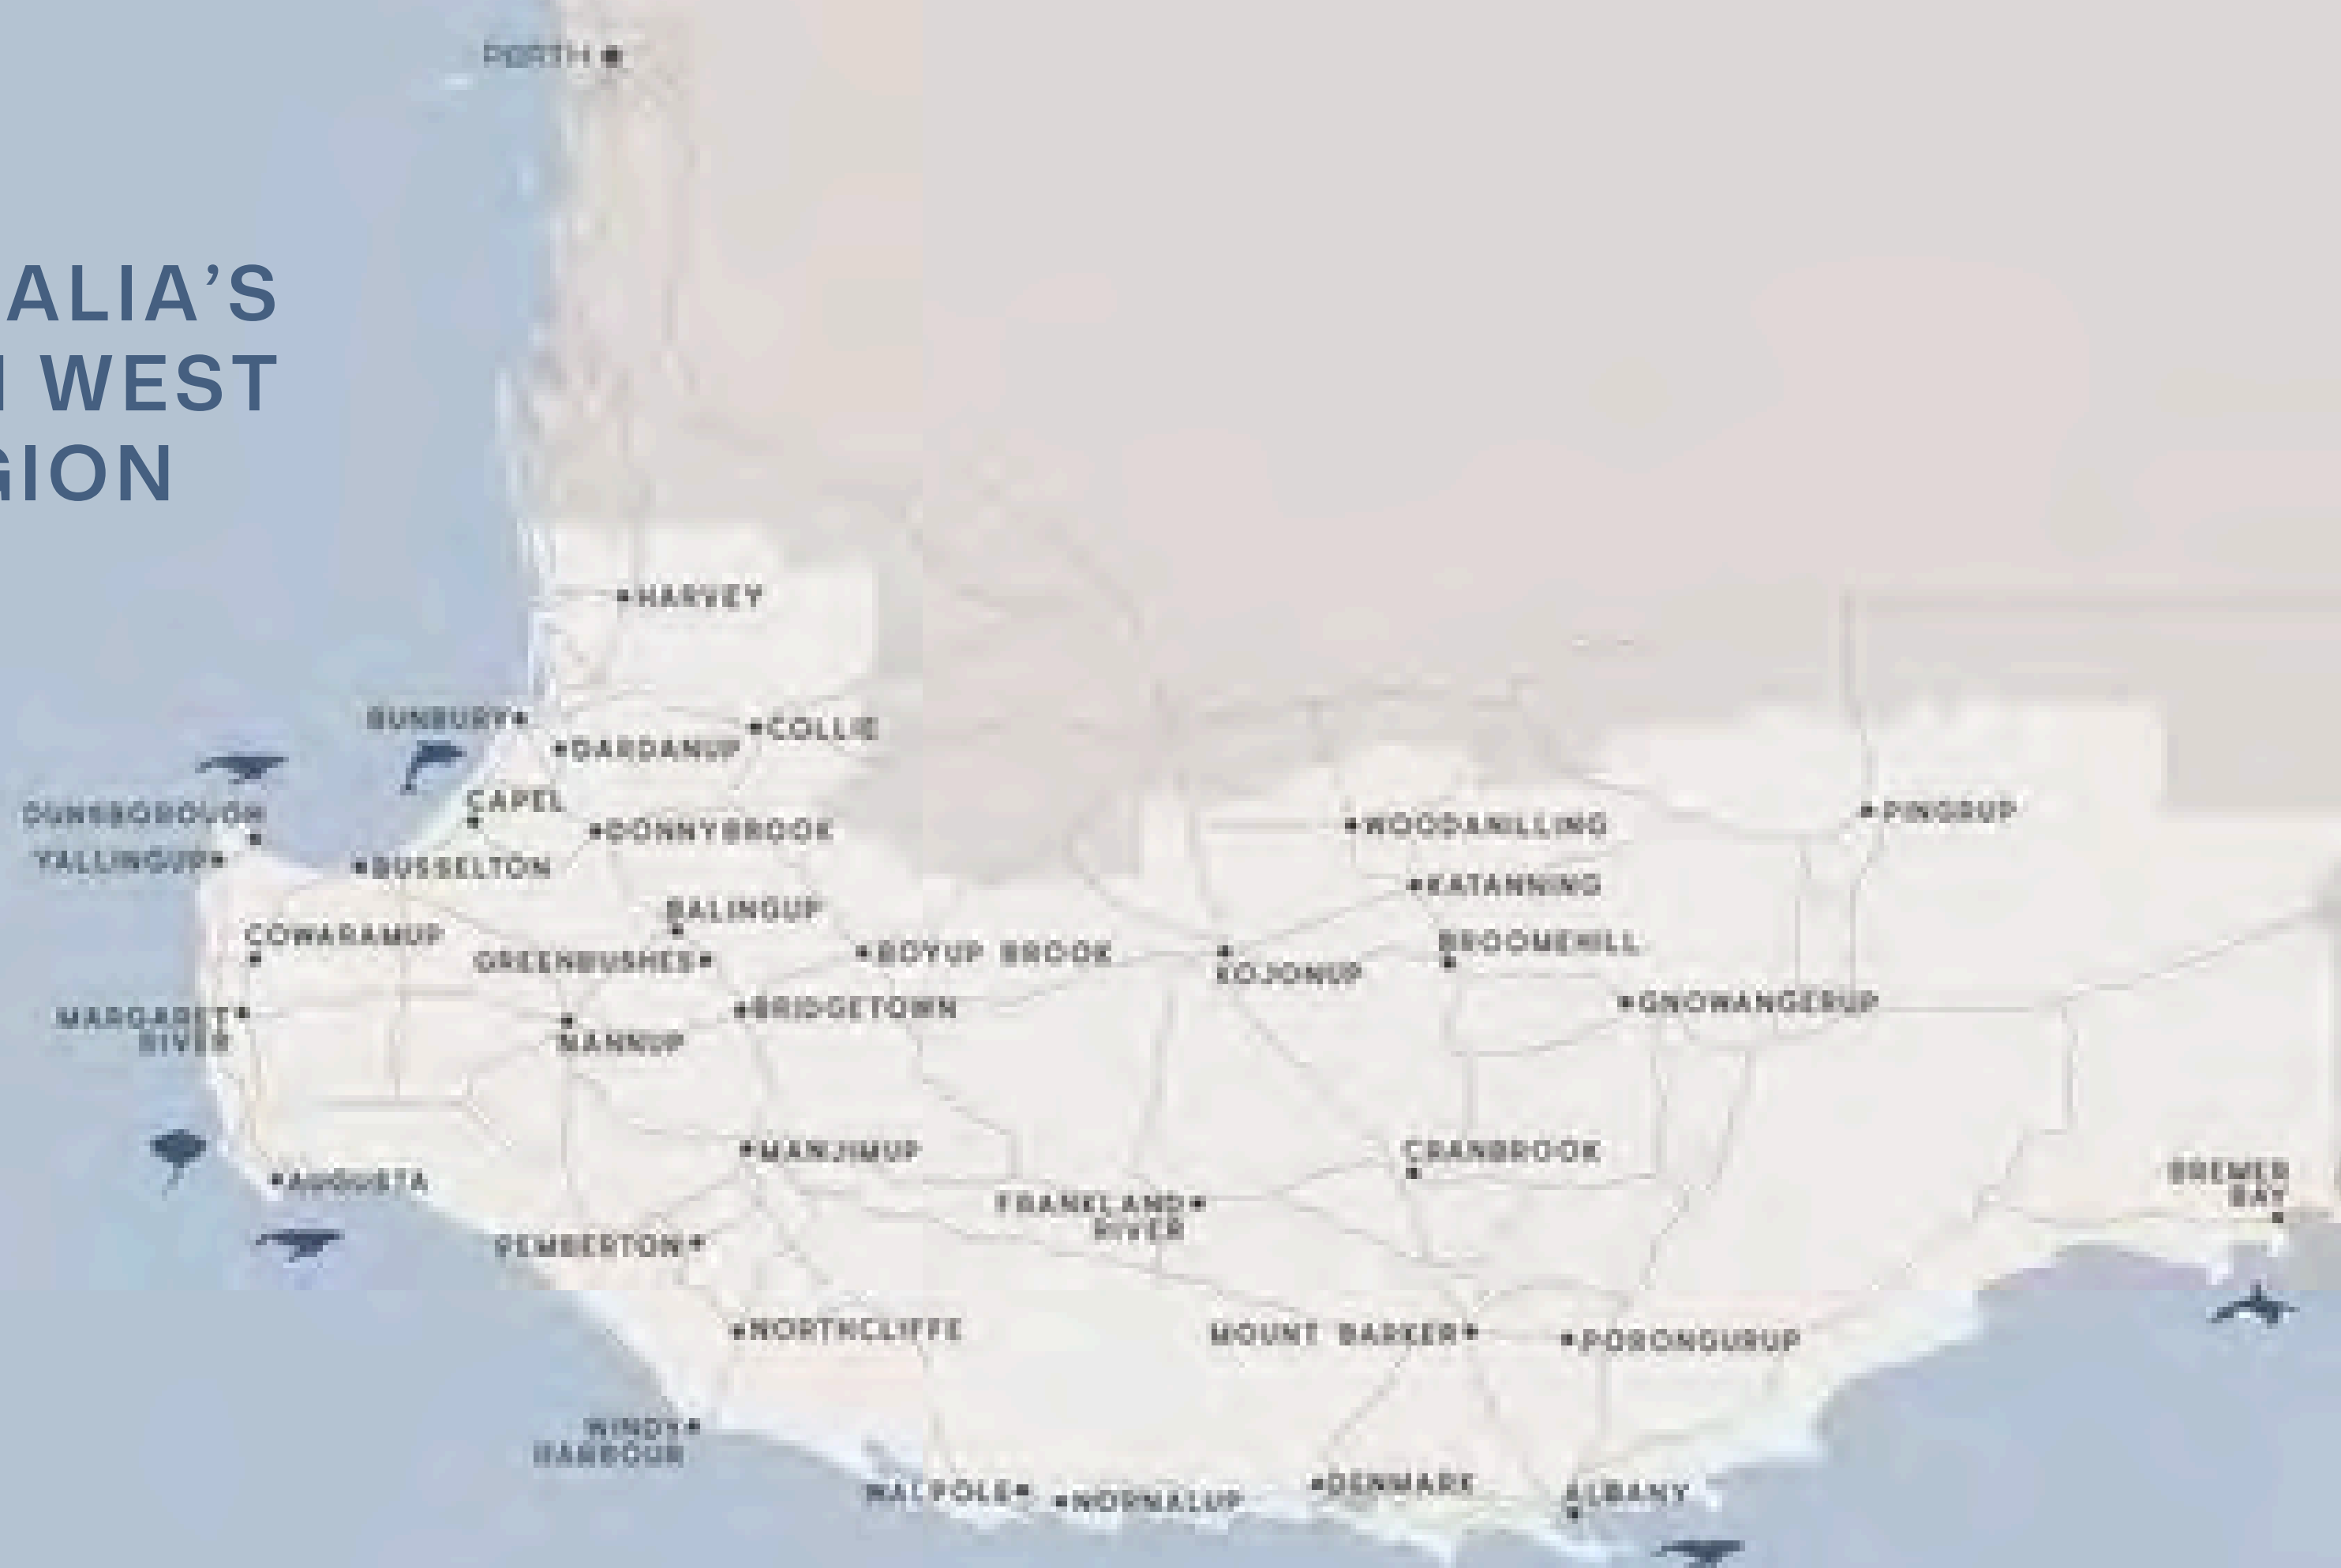 PERTH
ALIA'S
WEST
GION
HARVEY
BUNBURY
COLLIE
DARDANUP
CAPEL
DUNSBOROUGH
DONNYBROOK
WOODANILLING
PINGRUP
YALLINGUP
BUSSELTON
KATANNING
BALINGUP
COWARAMUP
BROOMEHILL
GREENBUSHES
BOYUP BROOK
KOJONUP
GNOWANGERUP
BRIDGETOWN
MARGARET
RIVER
NANNUP
MANJIMUP
CRANBROOK
AUGUSTA
BREMER
BAY
FRANKLAND
RIVER
PEMBERTON
NORTHCLIFFE
MOUNT BARKER
PORONGURUP
WINDY
HARBOUR
WALPOLE
NORNALUP
DENMARK
ALBANY